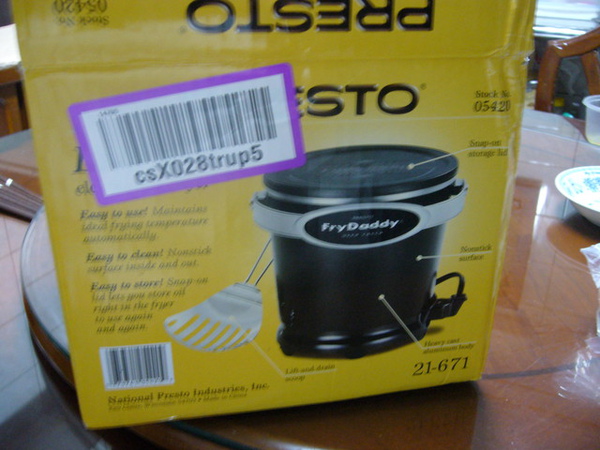 PRESTO
Stock No.
05420
STO
Stock
0542
csX028trup5
Snap-on
storage lid
Easy to use! Maintains
ideal frying temperature
automatically.
FryDaddy
Easy to clean! Nonstick
surface inside and out.
Nonstick
surface
Easy to store! Snap-on
lid lets you store oil
right in the fryer
to use again
and again.
Heavy cast
aluminum body
Lift and drain
scoop
21-671
National Presto Industries, Inc.